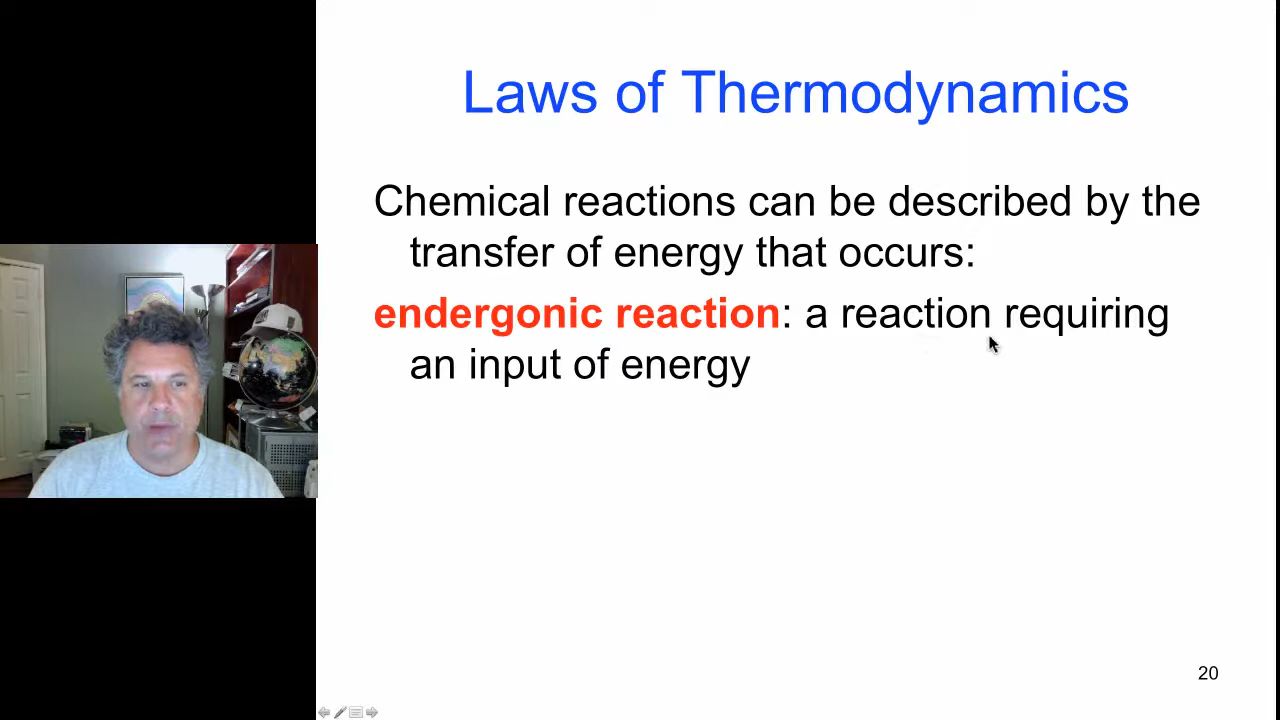 Laws of Thermodynamics
Chemical reactions can be described by the
transfer of energy that occurs:
endergonic reaction: a reaction requiring
an input of energy
20